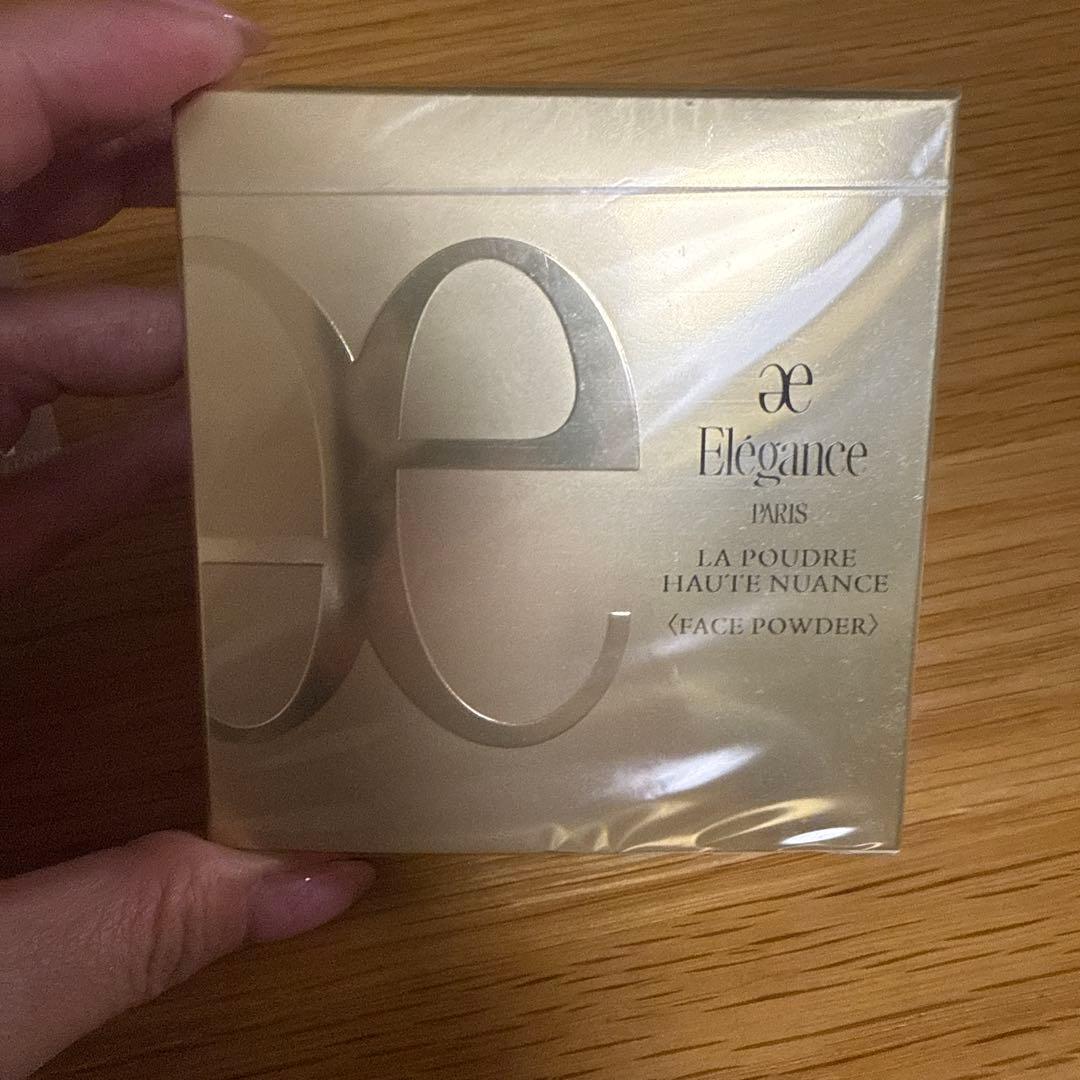 æ
Elégance
PARIS
LA POUDRE
HAUTE NUANCE
〈FACE POWDER〉